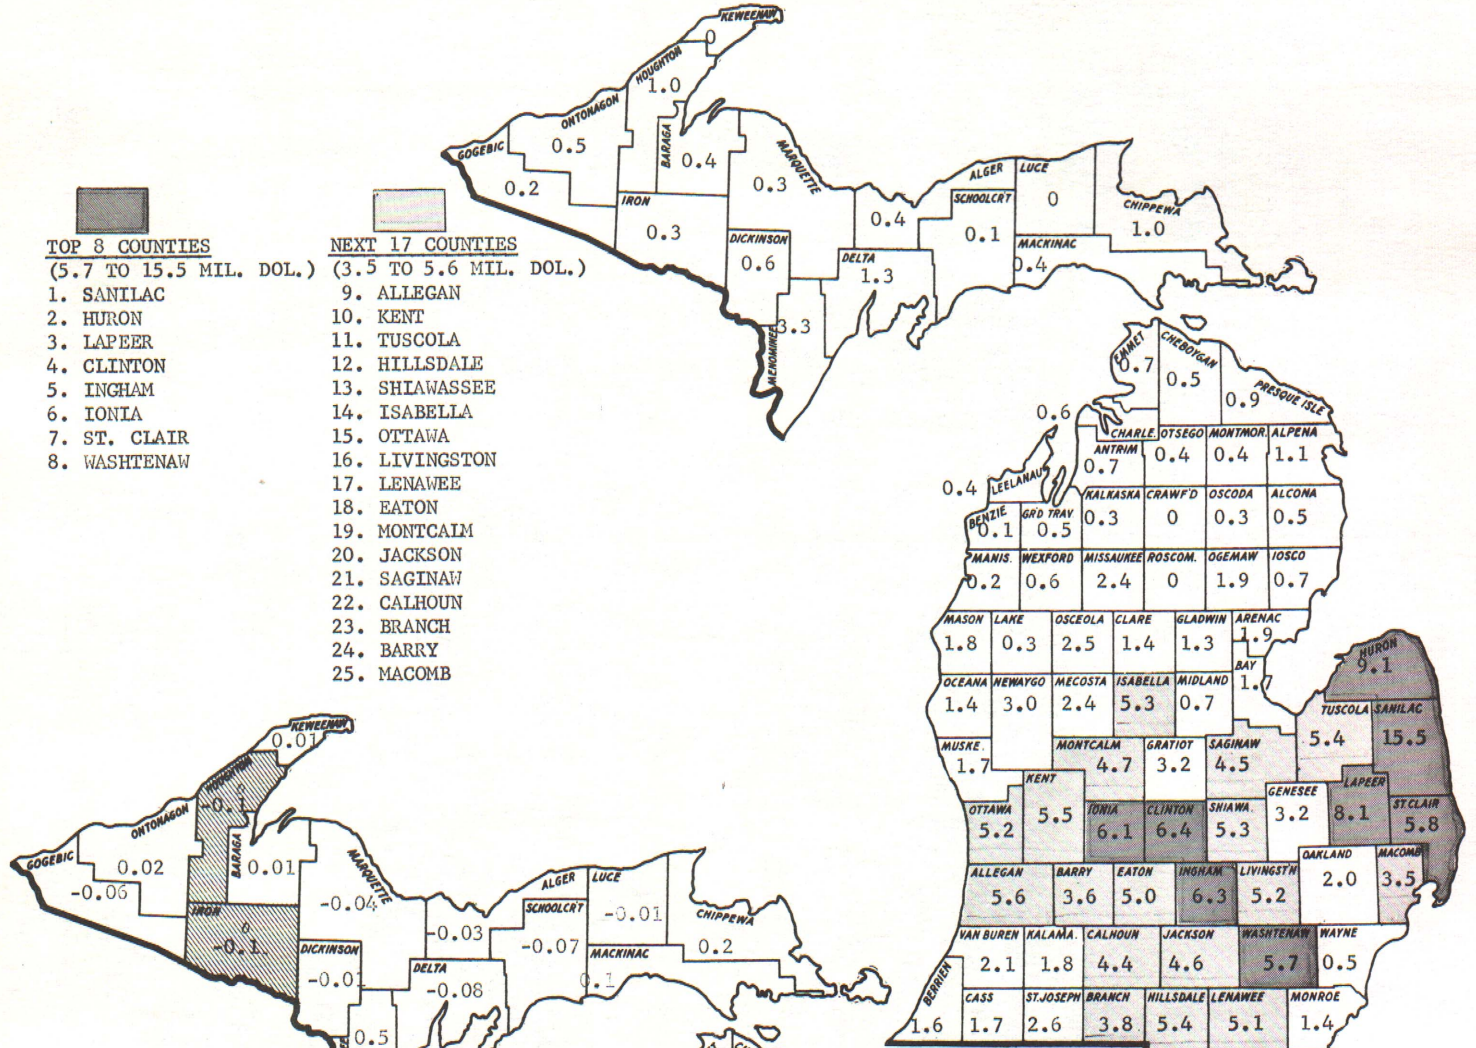 KEWEENAW
0
HOUGHTON
1.0
ONTONAGON
0.5
GOGEBIC
0.2
BARAGA
0.4
MARQUETTE
0.3
IRON
0.3
DICKINSON
0.6
ALGER
0.4
LUCE
0
SCHOOLCR'T
0.1
CHIPPEWA
1.0
MACKINAC
0.4
DELTA
1.3
MENOMINEE
3.3
TOP 8 COUNTIES
(5.7 TO 15.5 MIL. DOL.)
1. SANILAC
2. HURON
3. LAPEER
4. CLINTON
5. INGHAM
6. IONIA
7. ST. CLAIR
8. WASHTENAW
NEXT 17 COUNTIES
(3.5 TO 5.6 MIL. DOL.)
9. ALLEGAN
10. KENT
11. TUSCOLA
12. HILLSDALE
13. SHIAWASSEE
14. ISABELLA
15. OTTAWA
16. LIVINGSTON
17. LENAWEE
18. EATON
19. MONTCALM
20. JACKSON
21. SAGINAW
22. CALHOUN
23. BRANCH
24. BARRY
25. MACOMB
EMMET
0.7
CHEBOYGAN
0.5
PRESQUE ISLE
0.9
0.6
CHARLE. OTSEGO MONTMOR. ALPENA
ANTRIM
0.7 0.4 0.4 1.1
0.4 LEELANAU
KALKASKA CRAWF'D OSCODA ALCONA
BENZIE GR'D TRAV
0.1 0.5 0.3 0 0.3 0.5
MANIS. WEXFORD MISSAUKEE ROSCOM. OGEMAW IOSCO
0.2 0.6 2.4 0 1.9 0.7
MASON LAKE OSCEOLA CLARE GLADWIN ARENAC
1.8 0.3 2.5 1.4 1.3 1.9
HURON
9.1
BAY
1.7
OCEANA NEWAYGO MECOSTA ISABELLA MIDLAND
1.4 3.0 2.4 5.3 0.7
TUSCOLA SANILAC
5.4 15.5
MUSKE. MONTCALM GRATIOT SAGINAW
1.7 4.7 3.2 4.5
KENT
5.5
GENESEE LAPEER
3.2 8.1
OTTAWA IONIA CLINTON SHIAWA. ST CLAIR
5.2 6.1 6.4 5.3 5.8
OAKLAND MACOMB
2.0 3.5
ALLEGAN BARRY EATON INGHAM LIVINGST'N
5.6 3.6 5.0 6.3 5.2
VAN BUREN KALAMA. CALHOUN JACKSON WASHTENAW WAYNE
2.1 1.8 4.4 4.6 5.7 0.5
BERRIEN CASS ST.JOSEPH BRANCH HILLSDALE LENAWEE MONROE
1.6 1.7 2.6 3.8 5.4 5.1 1.4
KEWEENAW
0.01
HOUGHTON
-0.1
ONTONAGON
0.02
GOGEBIC
-0.06
BARAGA
0.01
MARQUETTE
-0.04
IRON
-0.1
DICKINSON
-0.01
ALGER
-0.03
LUCE
-0.01
SCHOOLCR'T
-0.07
CHIPPEWA
0.2
MACKINAC
0.1
DELTA
-0.08
0.5